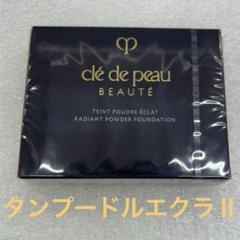 clé de peau
BEAUTÉ
TEINT POUDRE ÉCLAT
RADIANT POWDER FOUNDATION
タンプードルエクラⅡ